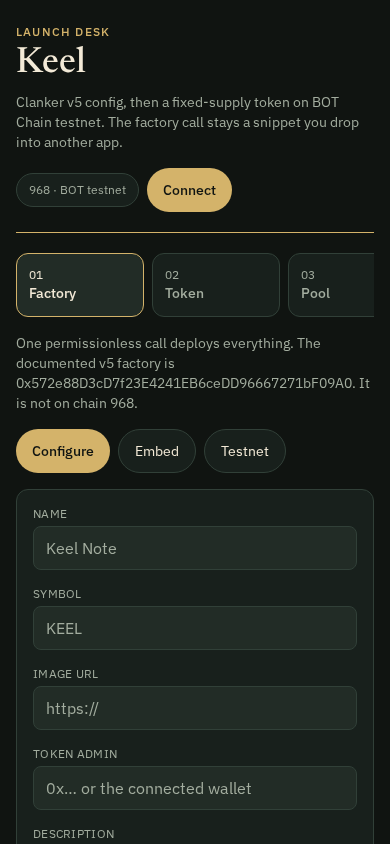 LAUNCH DESK
Keel
Clanker v5 config, then a fixed-supply token on BOT
Chain testnet. The factory call stays a snippet you drop
into another app.
968 · BOT testnet
Connect
01
Factory
02
Token
03
Pool
One permissionless call deploys everything. The
documented v5 factory is
0x572e88D3cD7f23E4241EB6ceDD96667271bF09A0. It
is not on chain 968.
Configure
Embed
Testnet
NAME
Keel Note
SYMBOL
KEEL
IMAGE URL
https://
TOKEN ADMIN
0x... or the connected wallet
DESCRIPTION